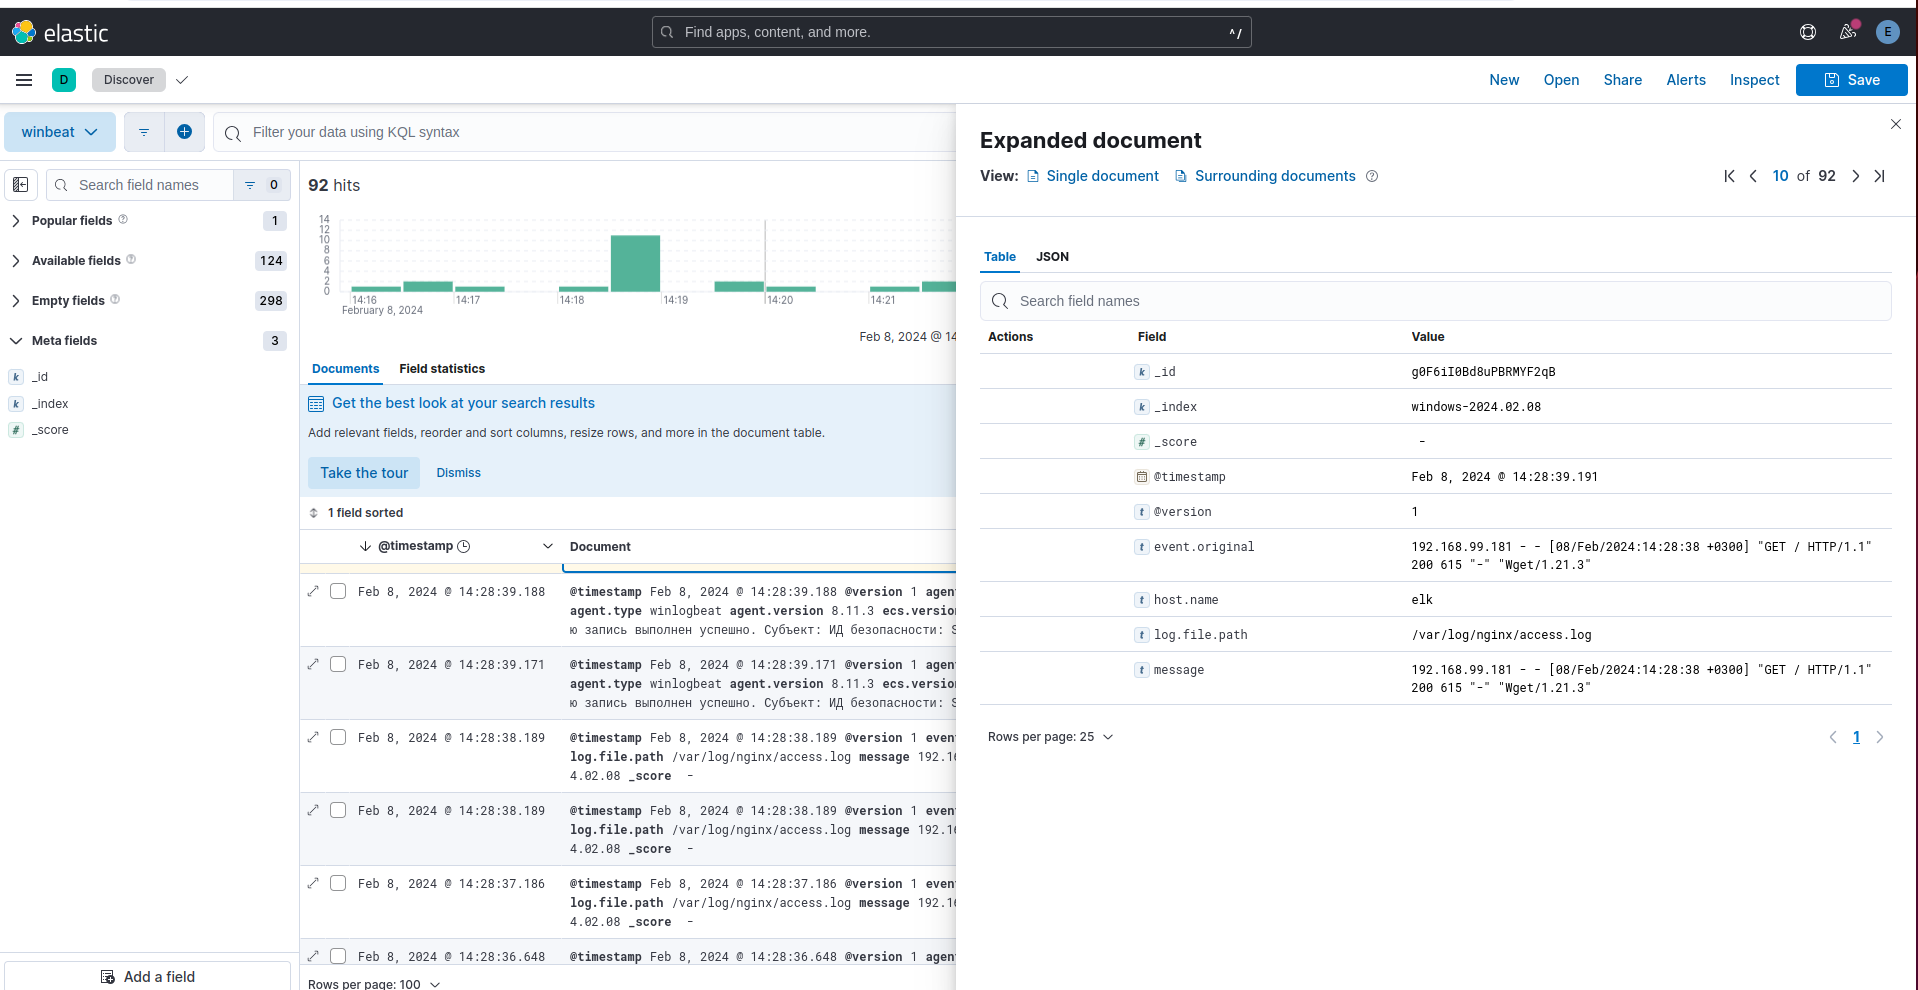 elastic
Find apps, content, and more.
^/
E
D
Discover
New
Open
Share
Alerts
Inspect
Save
winbeat
Filter your data using KQL syntax
Search field names
0
Popular fields
1
Available fields
124
Empty fields
298
Meta fields
3
k _id
k _index
# _score
Add a field
92 hits
14
12
10
8
6
4
2
0
14:16
14:17
14:18
14:19
14:20
14:21
February 8, 2024
Feb 8, 2024 @ 14
Documents
Field statistics
Get the best look at your search results
Add relevant fields, reorder and sort columns, resize rows, and more in the document table.
Take the tour
Dismiss
1 field sorted
@timestamp
Document
Feb 8, 2024 @ 14:28:39.188
@timestamp Feb 8, 2024 @ 14:28:39.188 @version 1 agen
agent.type winlogbeat agent.version 8.11.3 ecs.versio
ю запись выполнен успешно. Субъект: ИД безопасности: S
Feb 8, 2024 @ 14:28:39.171
@timestamp Feb 8, 2024 @ 14:28:39.171 @version 1 agen
agent.type winlogbeat agent.version 8.11.3 ecs.versio
ю запись выполнен успешно. Субъект: ИД безопасности: S
Feb 8, 2024 @ 14:28:38.189
@timestamp Feb 8, 2024 @ 14:28:38.189 @version 1 even
log.file.path /var/log/nginx/access.log message 192.16
4.02.08 _score -
Feb 8, 2024 @ 14:28:38.189
@timestamp Feb 8, 2024 @ 14:28:38.189 @version 1 even
log.file.path /var/log/nginx/access.log message 192.16
4.02.08 _score -
Feb 8, 2024 @ 14:28:37.186
@timestamp Feb 8, 2024 @ 14:28:37.186 @version 1 even
log.file.path /var/log/nginx/access.log message 192.16
4.02.08 _score -
Feb 8, 2024 @ 14:28:36.648
@timestamp Feb 8, 2024 @ 14:28:36.648 @version 1 agen
Rows per page: 100
Expanded document
View:
Single document
Surrounding documents
10 of 92
Table
JSON
Search field names
Actions
Field
Value
k _id
g0F6iI0Bd8uPBRMYF2qB
k _index
windows-2024.02.08
# _score
-
@timestamp
Feb 8, 2024 @ 14:28:39.191
t @version
1
t event.original
192.168.99.181 - - [08/Feb/2024:14:28:38 +0300] "GET / HTTP/1.1"
200 615 "-" "Wget/1.21.3"
t host.name
elk
t log.file.path
/var/log/nginx/access.log
t message
192.168.99.181 - - [08/Feb/2024:14:28:38 +0300] "GET / HTTP/1.1"
200 615 "-" "Wget/1.21.3"
Rows per page: 25
1